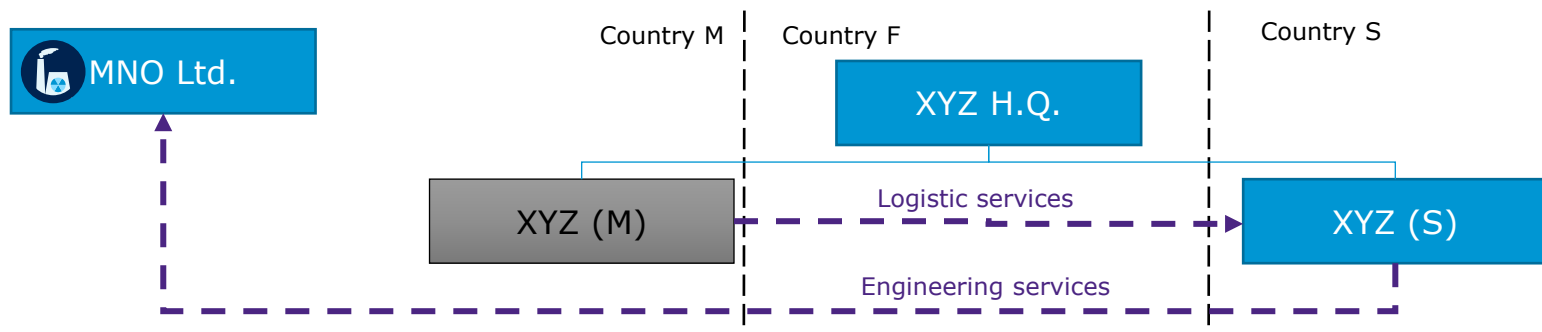 Country M
Country F
Country S
MNO Ltd.
XYZ H.Q.
XYZ (M)
Logistic services
XYZ (S)
Engineering services